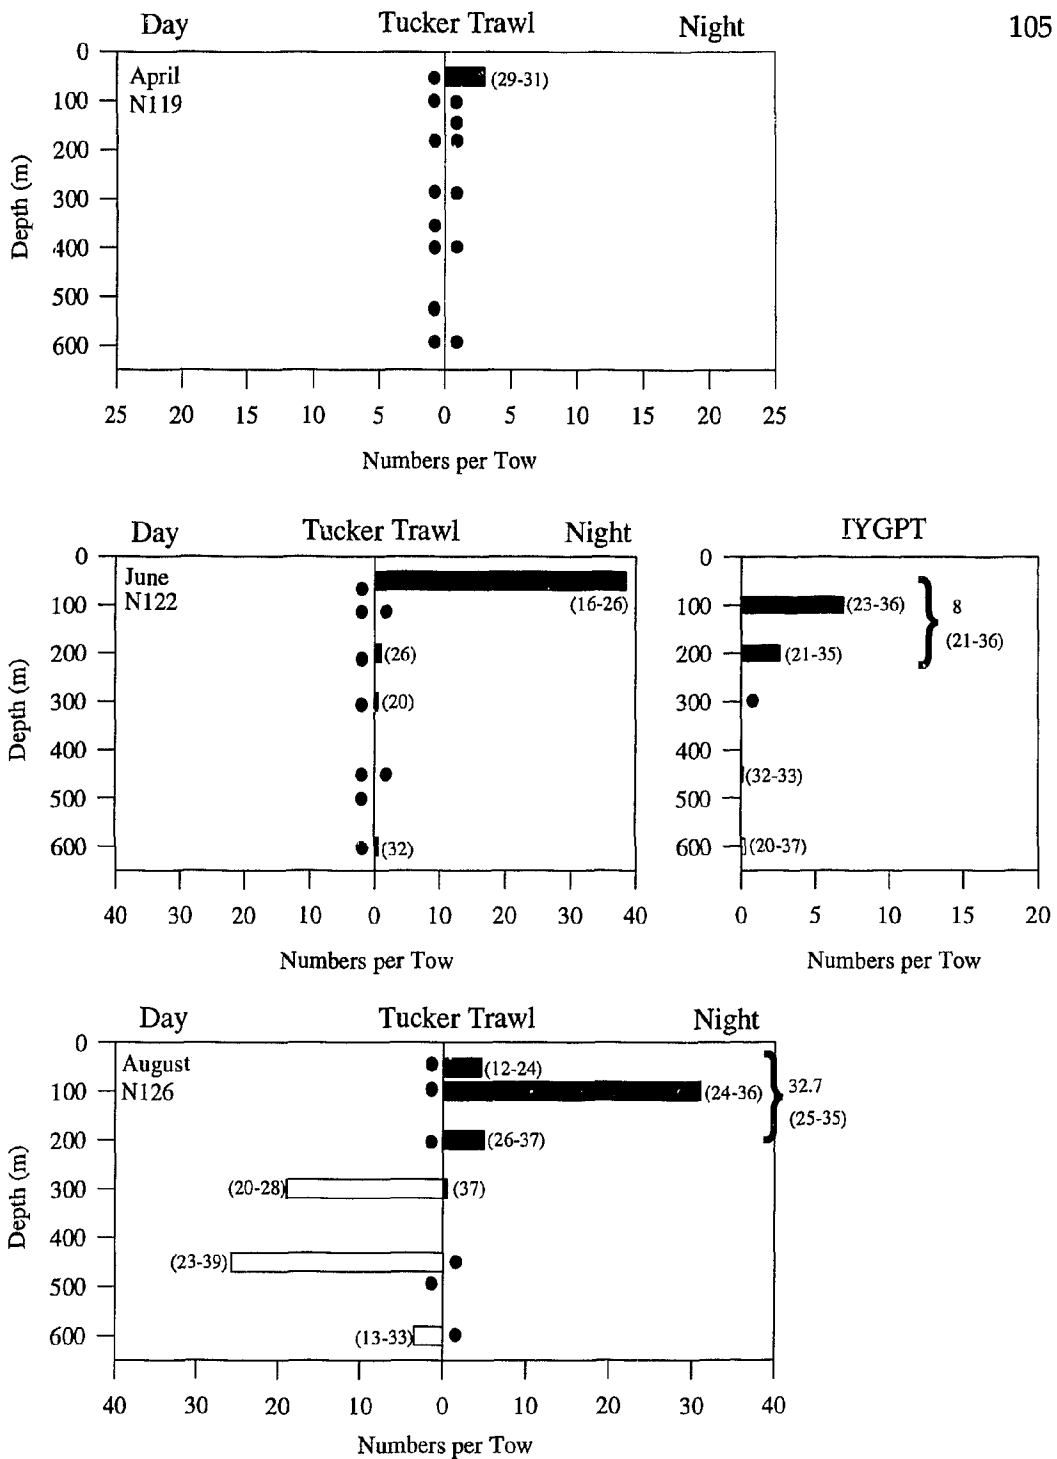 105
Day Tucker Trawl Night
April
N119
(29-31)
Depth (m)
0
100
200
300
400
500
600
25 20 15 10 5 0 5 10 15 20 25
Numbers per Tow
Day Tucker Trawl Night
June
N122
(16-26)
(26)
(20)
(32)
Depth (m)
0
100
200
300
400
500
600
40 30 20 10 0 10 20 30 40
Numbers per Tow
IYGPT
(23-36)
(21-35)
8
(21-36)
(32-33)
(20-37)
0
100
200
300
400
500
600
0 5 10 15 20
Numbers per Tow
Day Tucker Trawl Night
August
N126
(12-24)
(24-36)
32.7
(25-35)
(26-37)
(20-28) (37)
(23-39)
(13-33)
Depth (m)
0
100
200
300
400
500
600
40 30 20 10 0 10 20 30 40
Numbers per Tow